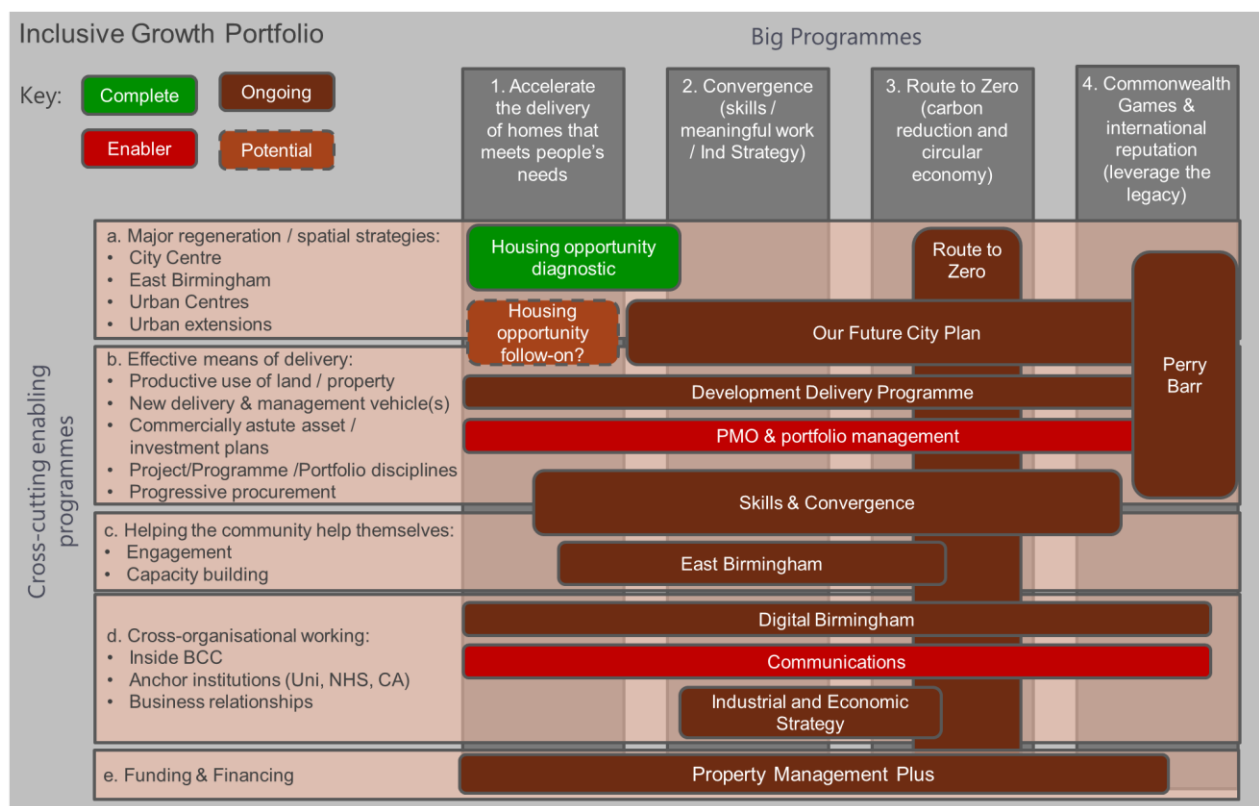 Inclusive Growth Portfolio
Big Programmes
Key:
Complete
Ongoing
Enabler
Potential
1. Accelerate
the delivery
of homes that
meets people's
needs
2. Convergence
(skills /
meaningful work
/ Ind Strategy)
3. Route to Zero
(carbon
reduction and
circular
economy)
4. Commonwealth
Games &
international
reputation
(leverage the
legacy)
Cross-cutting enabling
programmes
a. Major regeneration / spatial strategies:
• City Centre
• East Birmingham
• Urban Centres
• Urban extensions
Housing opportunity
diagnostic
Route to
Zero
Housing
opportunity
follow-on?
Our Future City Plan
Perry
Barr
b. Effective means of delivery:
• Productive use of land / property
• New delivery & management vehicle(s)
• Commercially astute asset /
investment plans
• Project/Programme /Portfolio disciplines
• Progressive procurement
Development Delivery Programme
PMO & portfolio management
Skills & Convergence
c. Helping the community help themselves:
• Engagement
• Capacity building
East Birmingham
d. Cross-organisational working:
• Inside BCC
• Anchor institutions (Uni, NHS, CA)
• Business relationships
Digital Birmingham
Communications
Industrial and Economic
Strategy
e. Funding & Financing
Property Management Plus